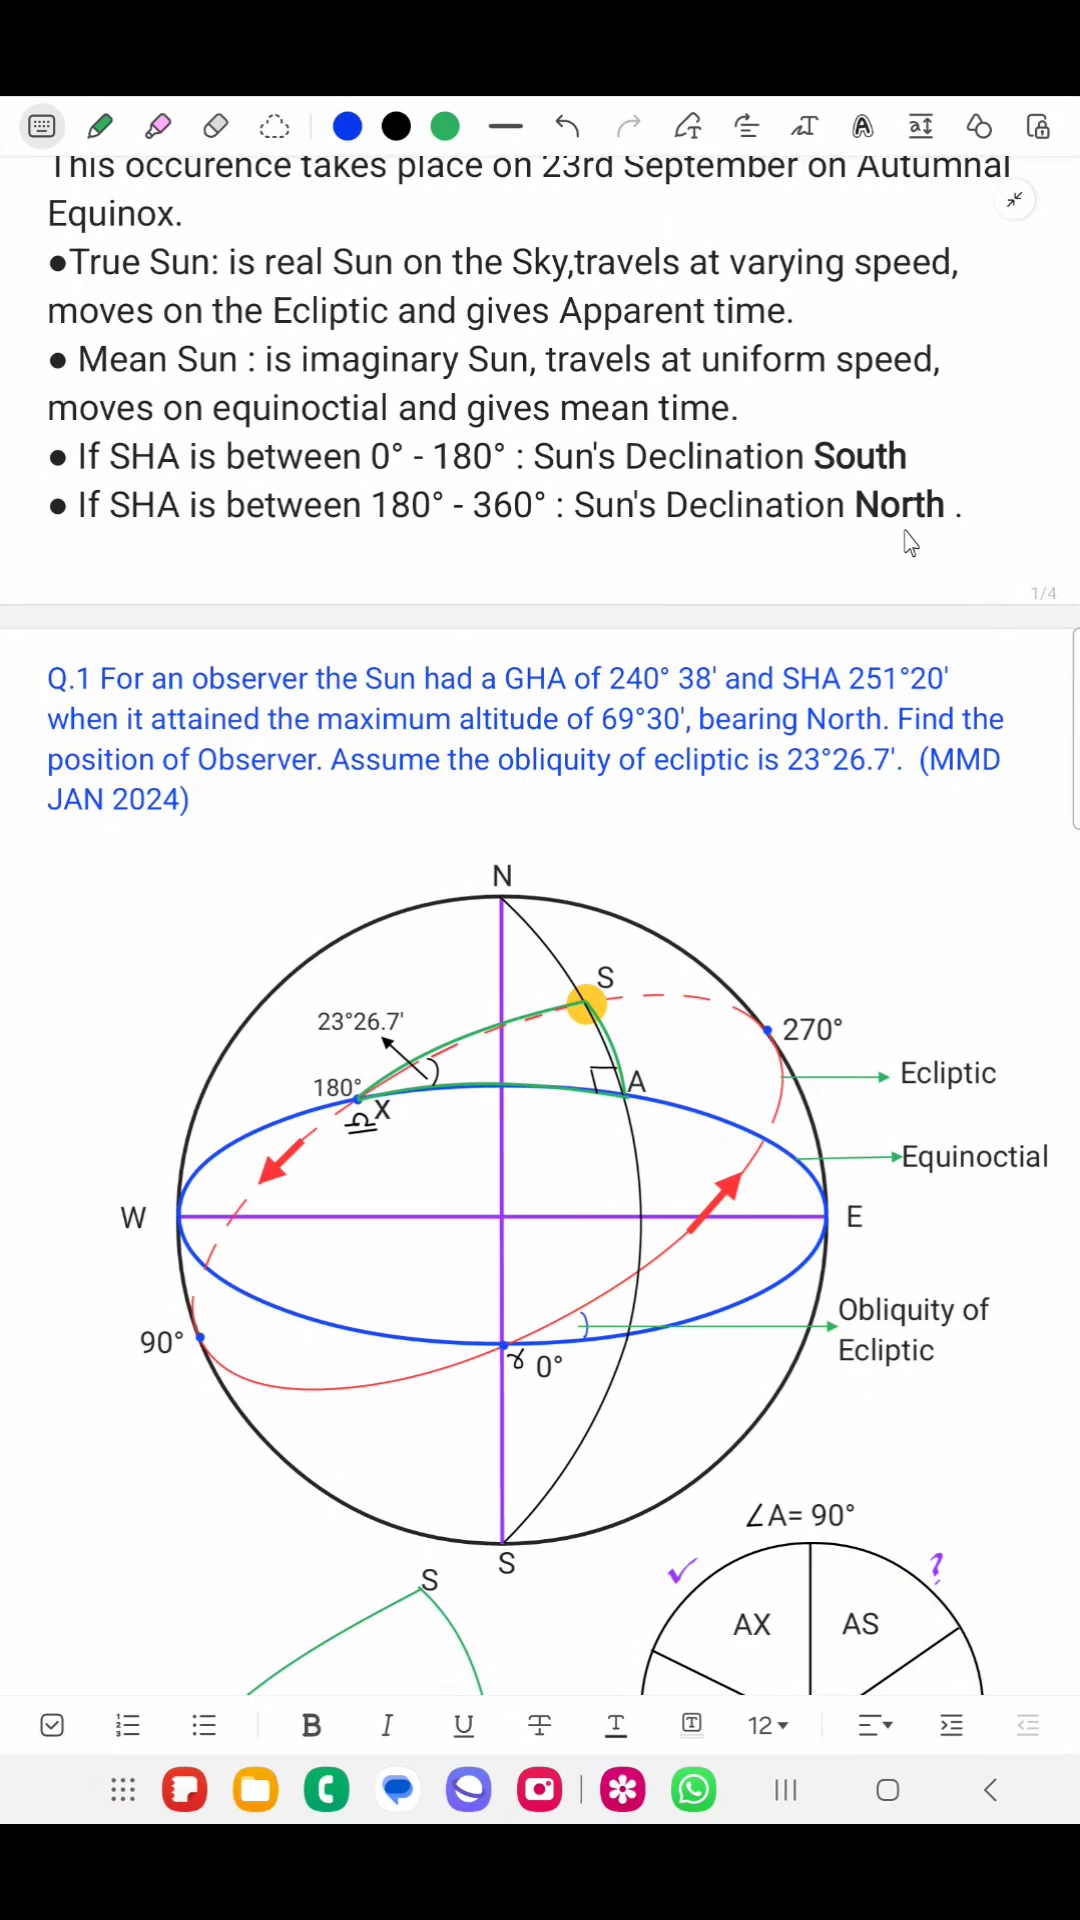 This occurence takes place on 23rd September on Autumnal
Equinox.
●True Sun: is real Sun on the Sky,travels at varying speed,
moves on the Ecliptic and gives Apparent time.
● Mean Sun : is imaginary Sun, travels at uniform speed,
moves on equinoctial and gives mean time.
● If SHA is between 0° - 180° : Sun's Declination South
● If SHA is between 180° - 360° : Sun's Declination North .
1/4
Q.1 For an observer the Sun had a GHA of 240° 38' and SHA 251°20'
when it attained the maximum altitude of 69°30', bearing North. Find the
position of Observer. Assume the obliquity of ecliptic is 23°26.7'. (MMD
JAN 2024)
N
S
23°26.7'
270°
Ecliptic
180°
X
A
♎
Equinoctial
W
E
Obliquity of
Ecliptic
90°
♈ 0°
∠A= 90°
S
S
✓
?
AX
AS
12